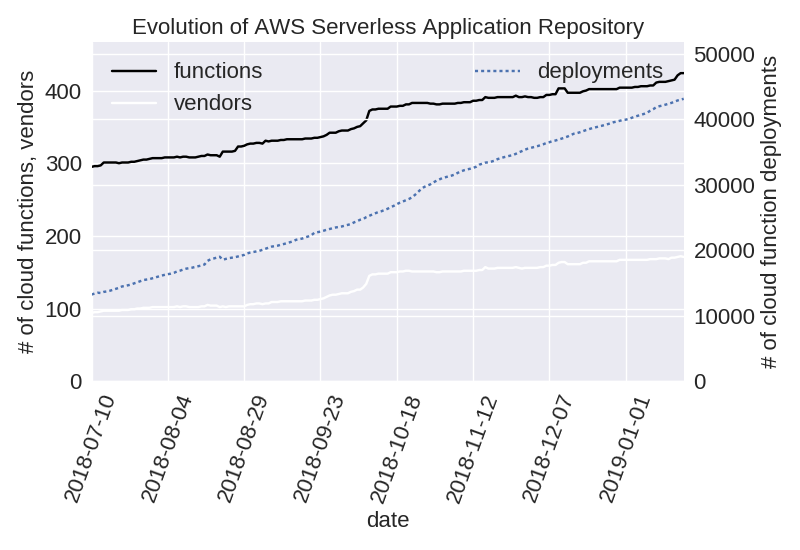 Evolution of AWS Serverless Application Repository
functions
vendors
deployments
# of cloud functions, vendors
400
300
200
100
0
50000
40000
30000
20000
10000
0
# of cloud function deployments
2018-07-10
2018-08-04
2018-08-29
2018-09-23
2018-10-18
2018-11-12
2018-12-07
2019-01-01
date